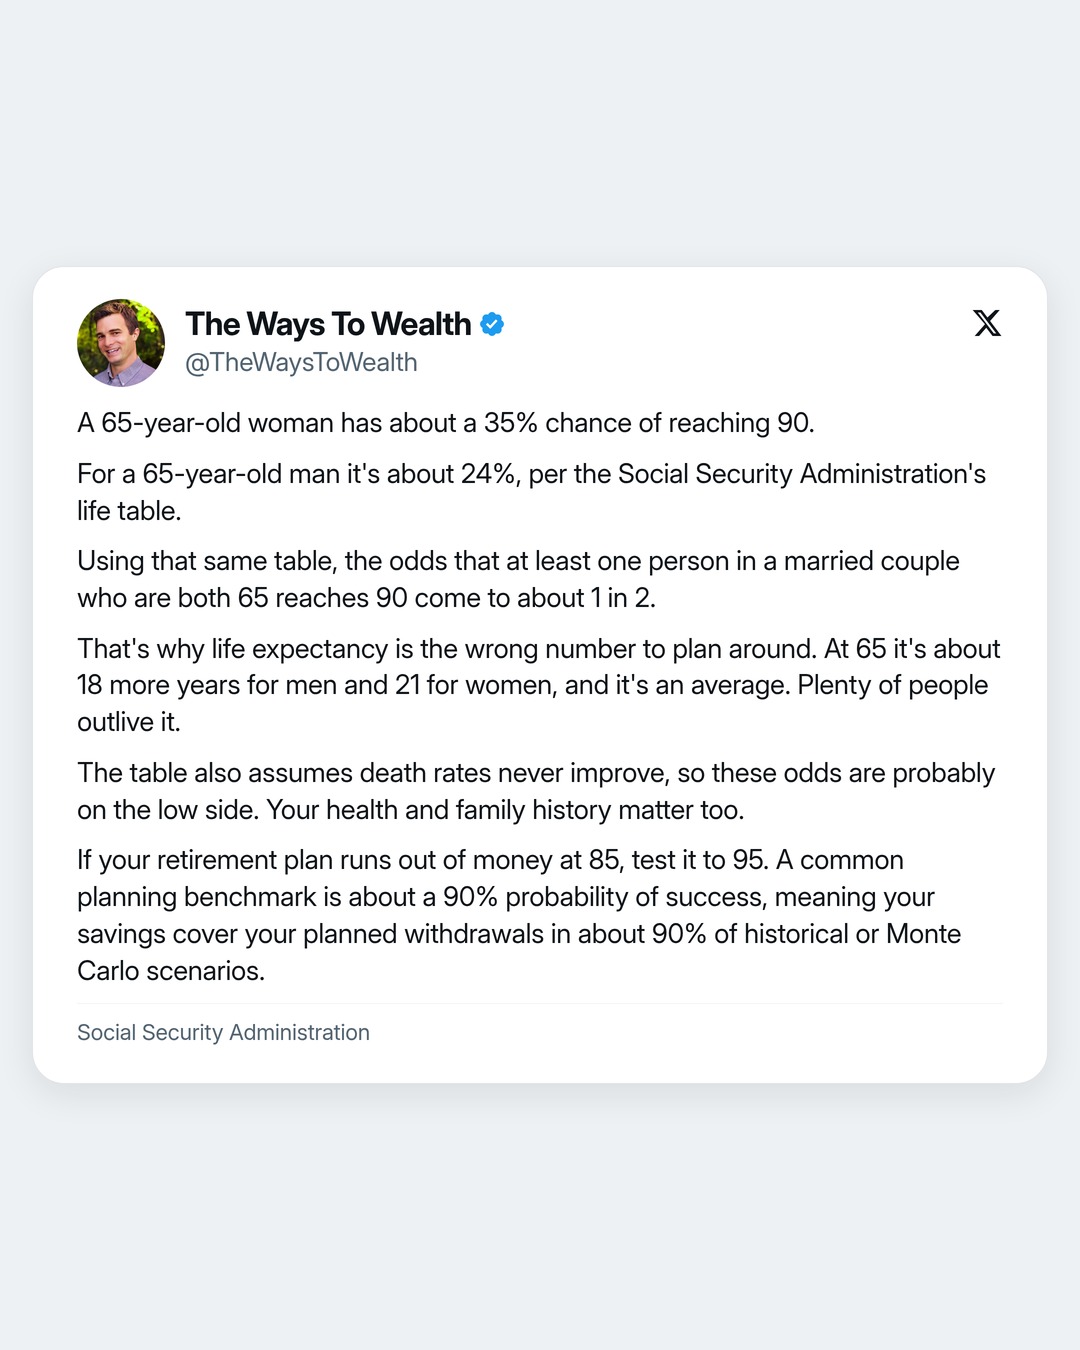 The Ways To Wealth
@TheWaysToWealth
A 65-year-old woman has about a 35% chance of reaching 90.
For a 65-year-old man it's about 24%, per the Social Security Administration's
life table.
Using that same table, the odds that at least one person in a married couple
who are both 65 reaches 90 come to about 1 in 2.
That's why life expectancy is the wrong number to plan around. At 65 it's about
18 more years for men and 21 for women, and it's an average. Plenty of people
outlive it.
The table also assumes death rates never improve, so these odds are probably
on the low side. Your health and family history matter too.
If your retirement plan runs out of money at 85, test it to 95. A common
planning benchmark is about a 90% probability of success, meaning your
savings cover your planned withdrawals in about 90% of historical or Monte
Carlo scenarios.
Social Security Administration